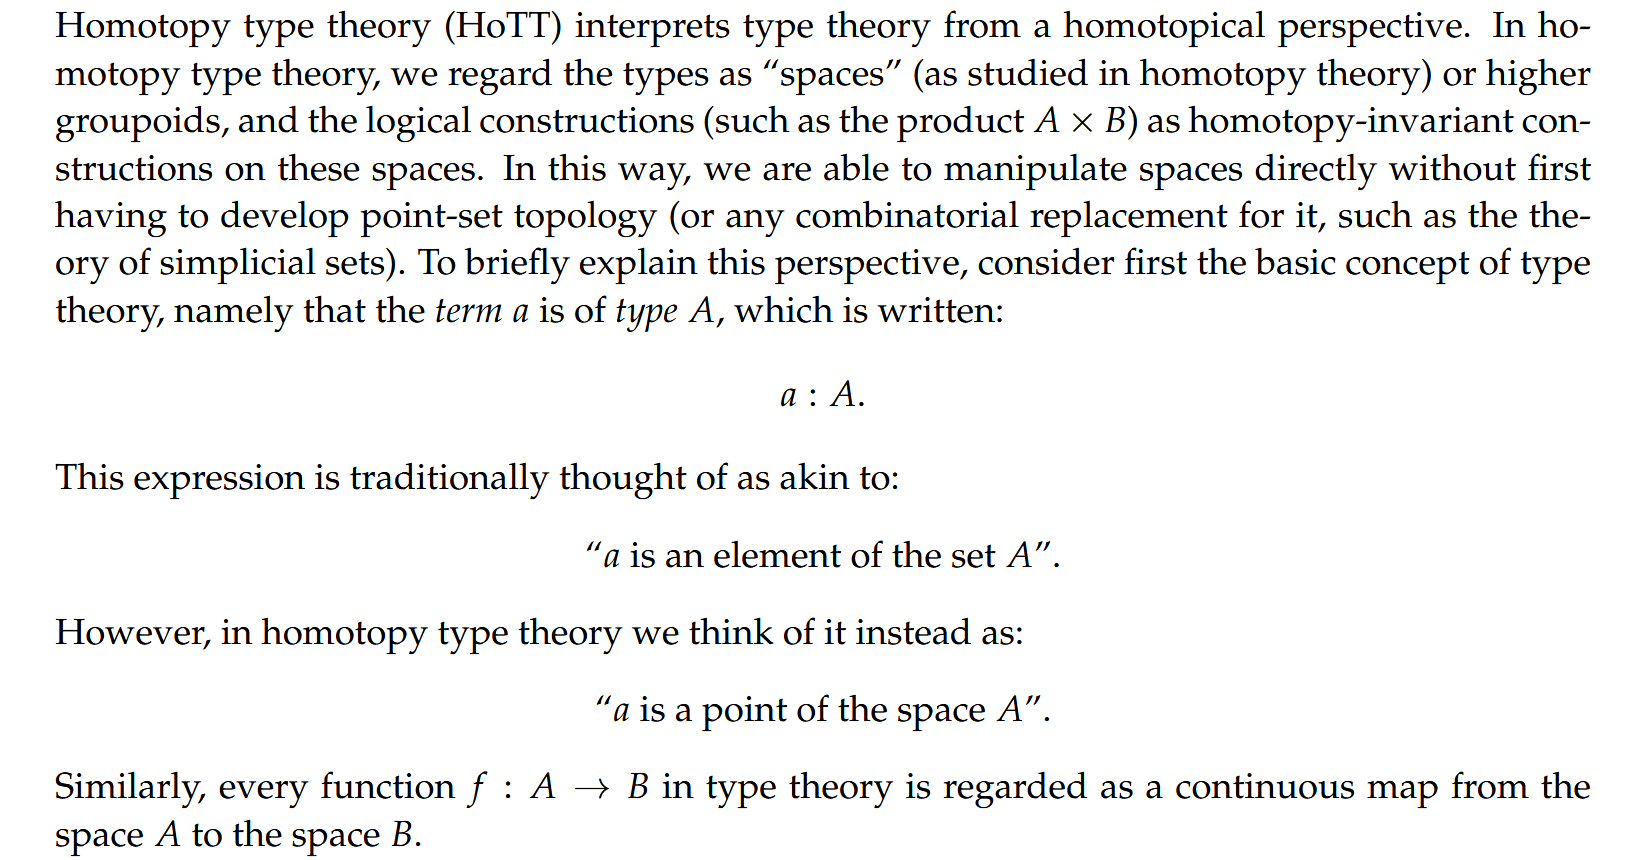 Homotopy type theory (HoTT) interprets type theory from a homotopical perspective. In ho-
motopy type theory, we regard the types as “spaces” (as studied in homotopy theory) or higher
groupoids, and the logical constructions (such as the product A × B) as homotopy-invariant con-
structions on these spaces. In this way, we are able to manipulate spaces directly without first
having to develop point-set topology (or any combinatorial replacement for it, such as the the-
ory of simplicial sets). To briefly explain this perspective, consider first the basic concept of type
theory, namely that the term a is of type A, which is written:
a : A.
This expression is traditionally thought of as akin to:
“a is an element of the set A”.
However, in homotopy type theory we think of it instead as:
“a is a point of the space A”.
Similarly, every function f : A → B in type theory is regarded as a continuous map from the
space A to the space B.